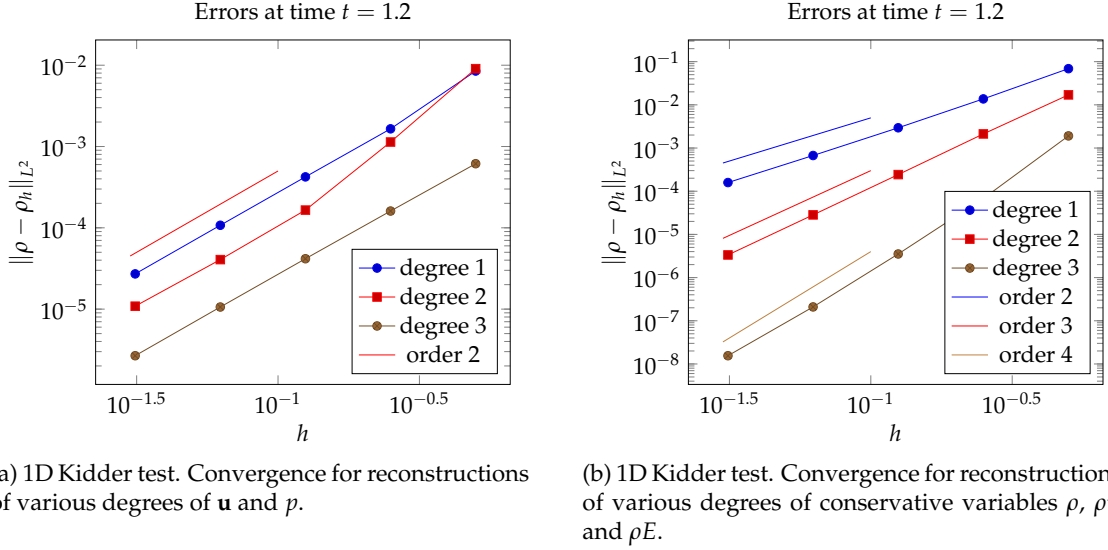 Errors at time t = 1.2
10^−2
10^−3
10^−4
10^−5
‖ρ − ρ_h‖_{L^2}
degree 1
degree 2
degree 3
order 2
10^−1.5 10^−1 10^−0.5
h
a) 1D Kidder test. Convergence for reconstructions
of various degrees of u and p.
Errors at time t = 1.2
10^−1
10^−2
10^−3
10^−4
10^−5
10^−6
10^−7
10^−8
‖ρ − ρ_h‖_{L^2}
degree 1
degree 2
degree 3
order 2
order 3
order 4
10^−1.5 10^−1 10^−0.5
h
(b) 1D Kidder test. Convergence for reconstruction
of various degrees of conservative variables ρ, ρ
and ρE.